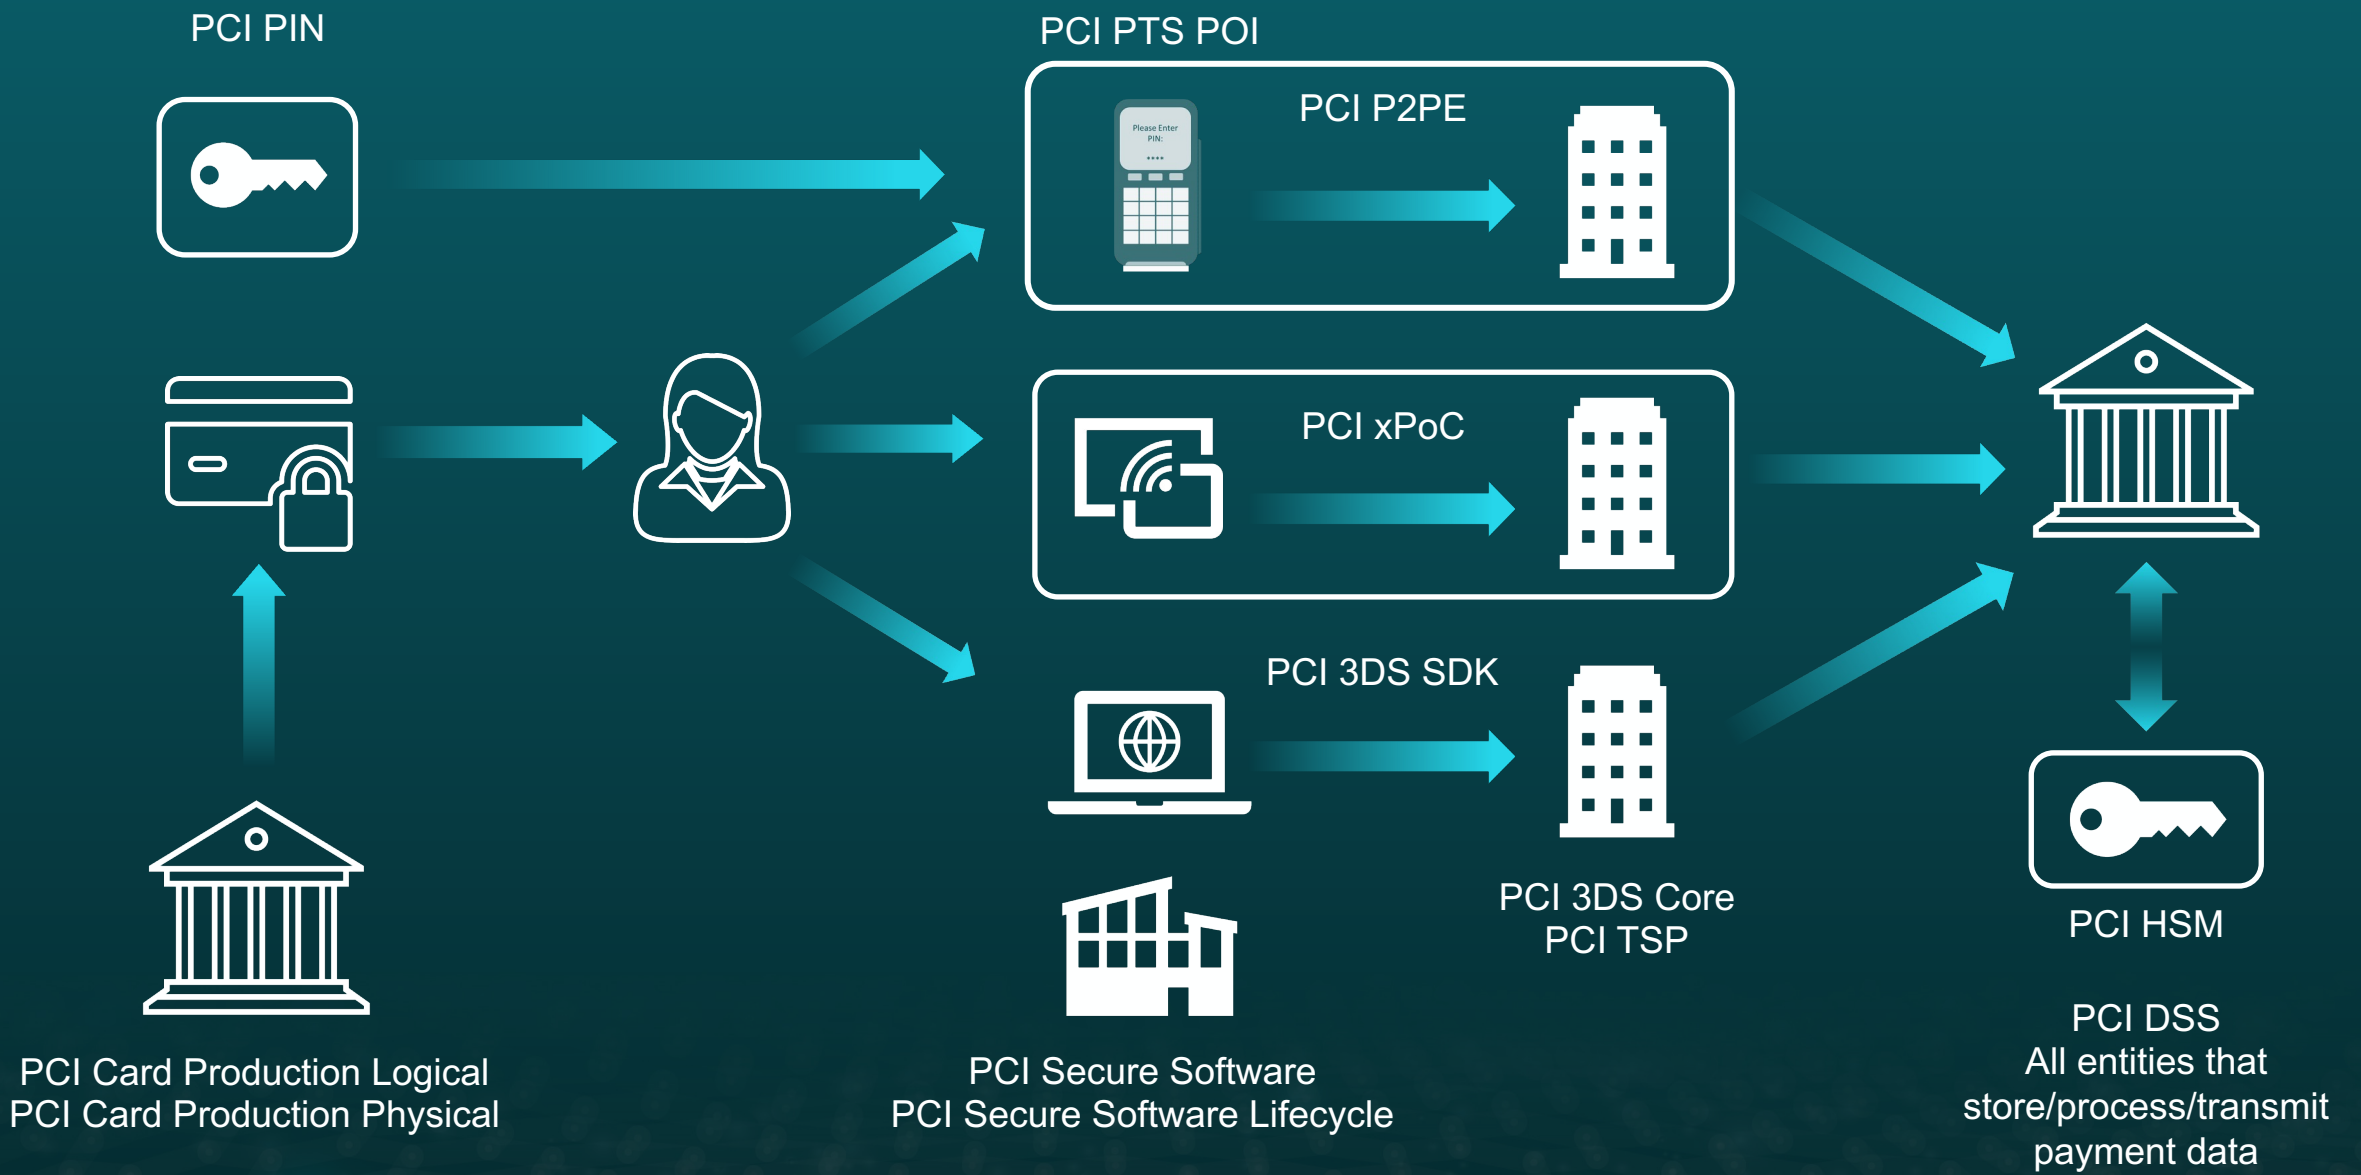 PCI PIN
PCI PTS POI
PCI P2PE
Please Enter
PIN:
****
PCI xPoC
PCI 3DS SDK
PCI 3DS Core
PCI TSP
PCI HSM
PCI Card Production Logical
PCI Card Production Physical
PCI Secure Software
PCI Secure Software Lifecycle
PCI DSS
All entities that
store/process/transmit
payment data